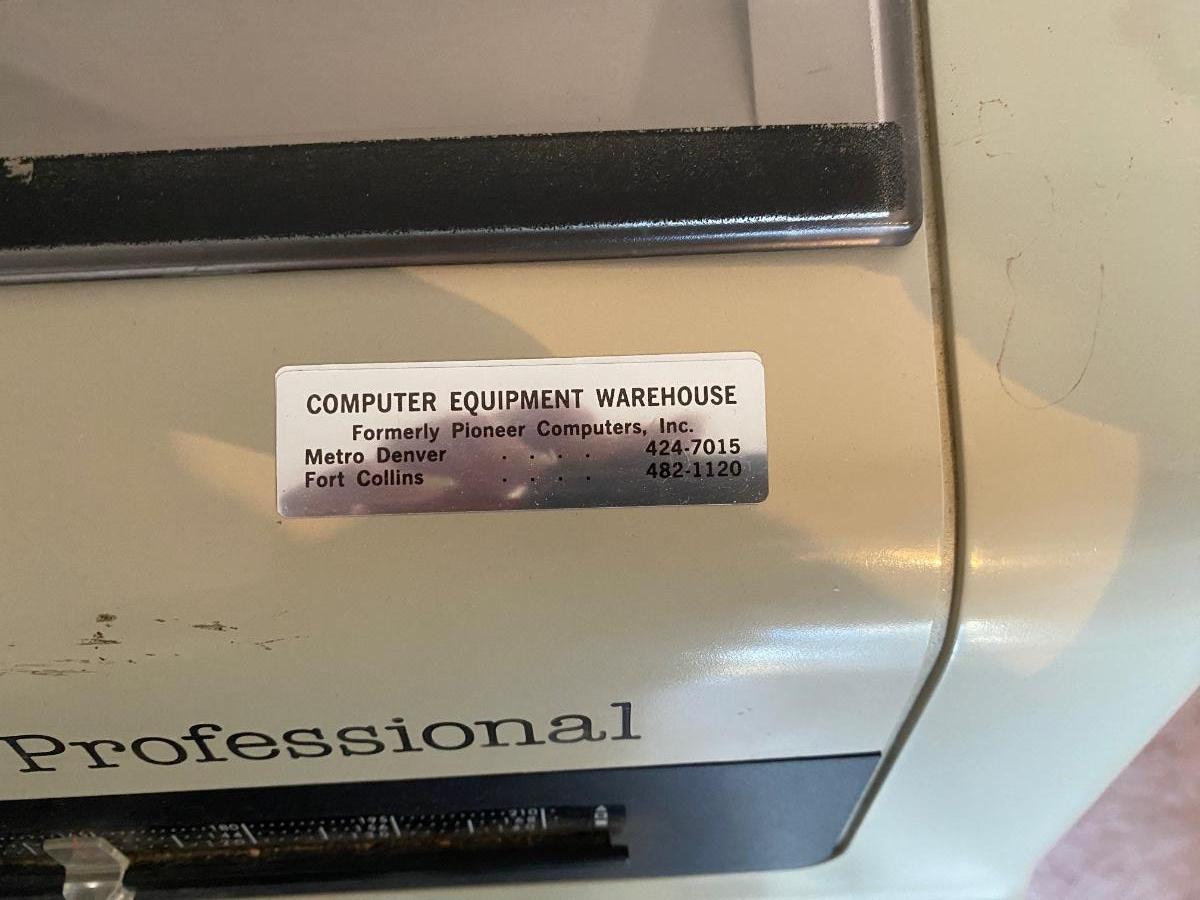 COMPUTER EQUIPMENT WAREHOUSE
Formerly Pioneer Computers, Inc.
Metro Denver . . . . 424-7015
Fort Collins . . . . 482-1120
Professional